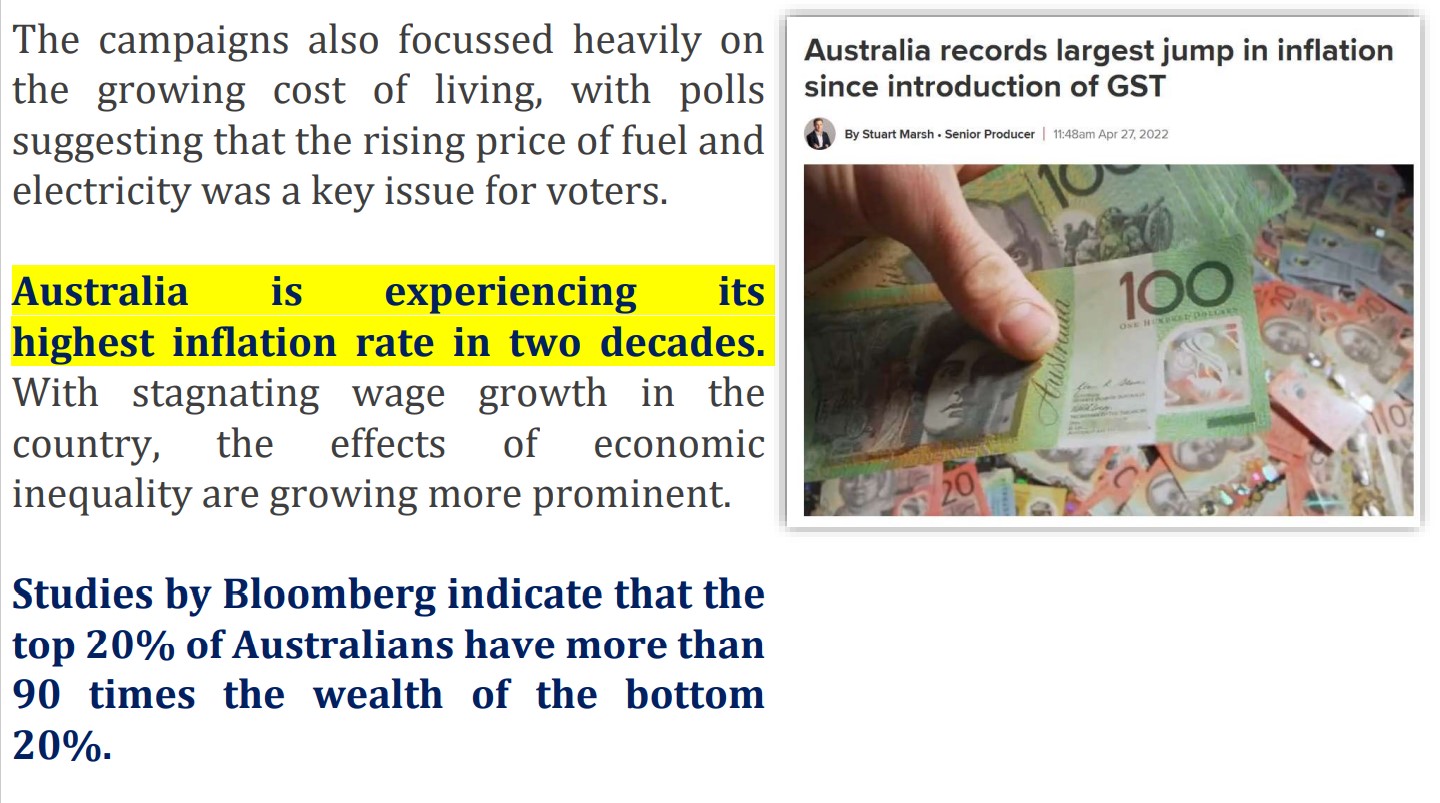 The campaigns also focussed heavily on
the growing cost of living, with polls
suggesting that the rising price of fuel and
electricity was a key issue for voters.
Australia is experiencing its
highest inflation rate in two decades.
With stagnating wage growth in the
country, the effects of economic
inequality are growing more prominent.
Studies by Bloomberg indicate that the
top 20% of Australians have more than
90 times the wealth of the bottom
20%.
Australia records largest jump in inflation
since introduction of GST
By Stuart Marsh • Senior Producer | 11:48am Apr 27, 2022
100
100
ONE HUNDRED DOLLARS
Australia
20
20
10